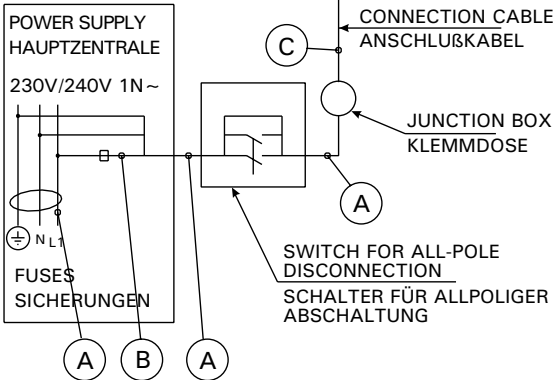 POWER SUPPLY
HAUPTZENTRALE
230V/240V 1N~
N L1
FUSES
SICHERUNGEN
CONNECTION CABLE
ANSCHLUßKABEL
C
JUNCTION BOX
KLEMMDOSE
A
SWITCH FOR ALL-POLE
DISCONNECTION
SCHALTER FÜR ALLPOLIGER
ABSCHALTUNG
A
B
A